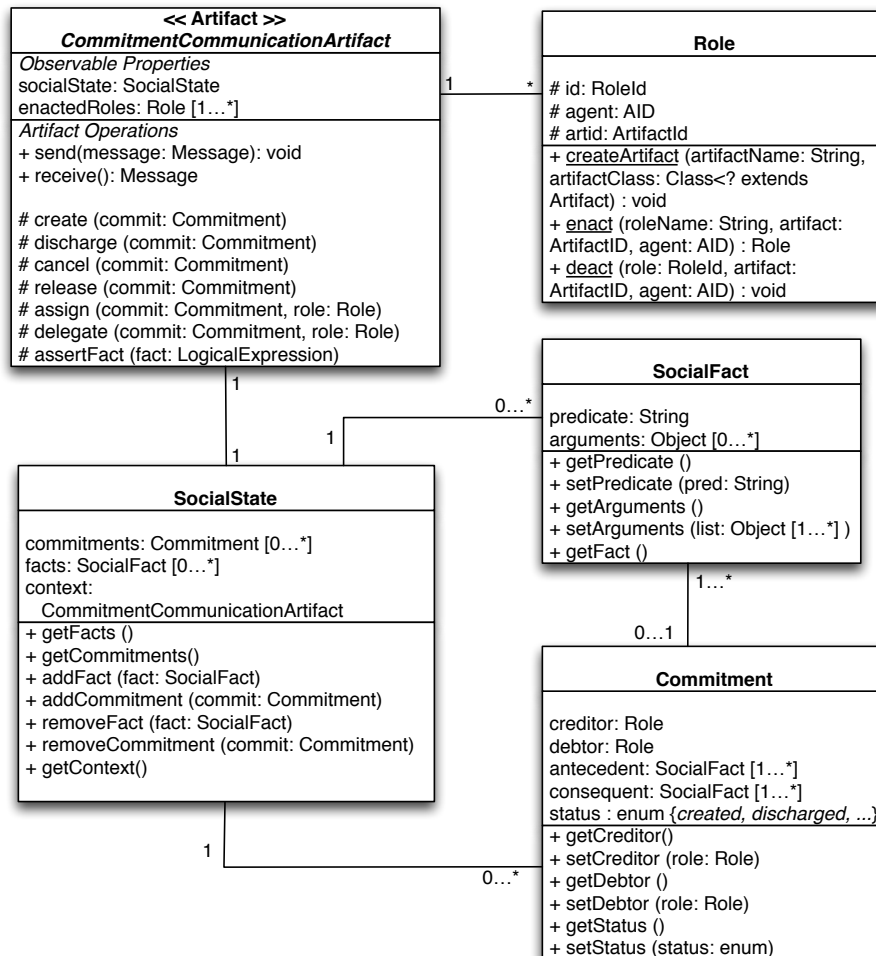 << Artifact >>
CommitmentCommunicationArtifact
Observable Properties
socialState: SocialState
enactedRoles: Role [1…*]
Artifact Operations
+ send(message: Message): void
+ receive(): Message
# create (commit: Commitment)
# discharge (commit: Commitment)
# cancel (commit: Commitment)
# release (commit: Commitment)
# assign (commit: Commitment, role: Role)
# delegate (commit: Commitment, role: Role)
# assertFact (fact: LogicalExpression)
1
*
Role
# id: RoleId
# agent: AID
# artid: ArtifactId
+ createArtifact (artifactName: String,
artifactClass: Class<? extends
Artifact) : void
+ enact (roleName: String, artifact:
ArtifactID, agent: AID) : Role
+ deact (role: RoleId, artifact:
ArtifactID, agent: AID) : void
1
1
1
0…*
SocialFact
predicate: String
arguments: Object [0…*]
+ getPredicate ()
+ setPredicate (pred: String)
+ getArguments ()
+ setArguments (list: Object [1…*] )
+ getFact ()
SocialState
commitments: Commitment [0…*]
facts: SocialFact [0…*]
context:
CommitmentCommunicationArtifact
+ getFacts ()
+ getCommitments()
+ addFact (fact: SocialFact)
+ addCommitment (commit: Commitment)
+ removeFact (fact: SocialFact)
+ removeCommitment (commit: Commitment)
+ getContext()
1…*
0…1
Commitment
creditor: Role
debtor: Role
antecedent: SocialFact [1…*]
consequent: SocialFact [1…*]
status : enum {created, discharged, ...}
+ getCreditor()
+ setCreditor (role: Role)
+ getDebtor ()
+ setDebtor (role: Role)
+ getStatus ()
+ setStatus (status: enum)
1
0…*